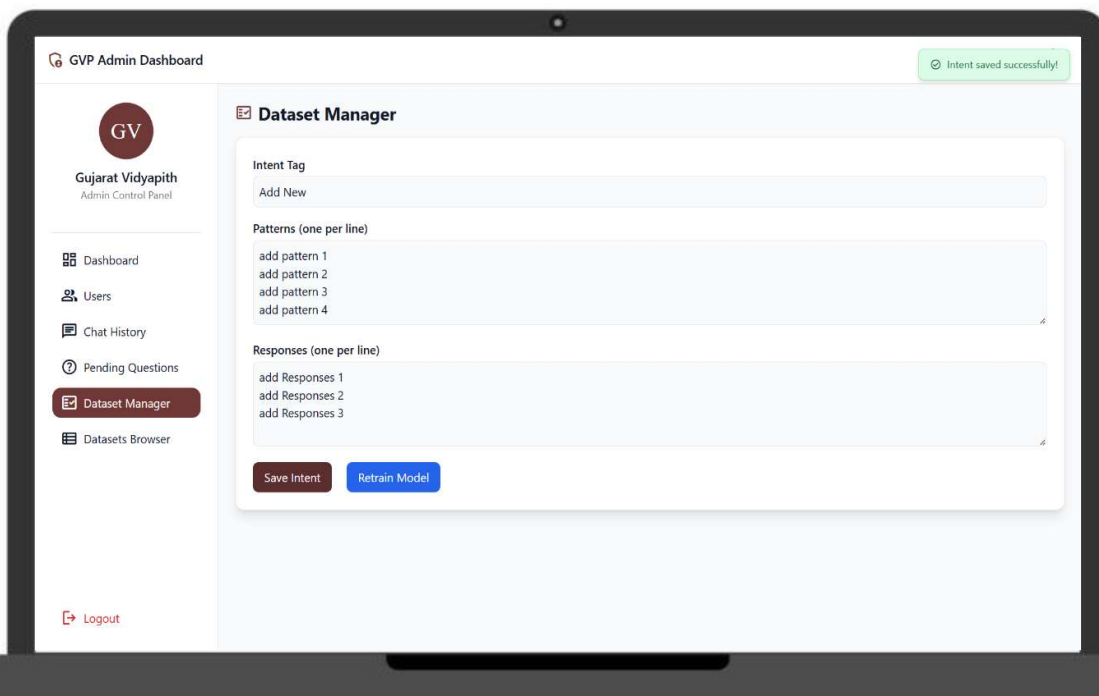 GVP Admin Dashboard
Intent saved successfully!
GV
Gujarat Vidyapith
Admin Control Panel
Dashboard
Users
Chat History
Pending Questions
Dataset Manager
Datasets Browser
Logout
Dataset Manager
Intent Tag
Add New
Patterns (one per line)
add pattern 1
add pattern 2
add pattern 3
add pattern 4
Responses (one per line)
add Responses 1
add Responses 2
add Responses 3
Save Intent
Retrain Model